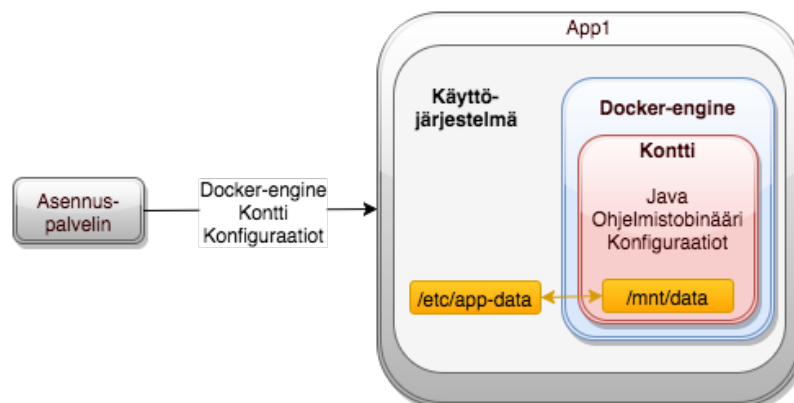 App1
Käyttö-
järjestelmä
Docker-engine
Kontti
Java
Ohjelmistobinääri
Konfiguraatiot
Asennus-
palvelin
Docker-engine
Kontti
Konfiguraatiot
/etc/app-data
/mnt/data